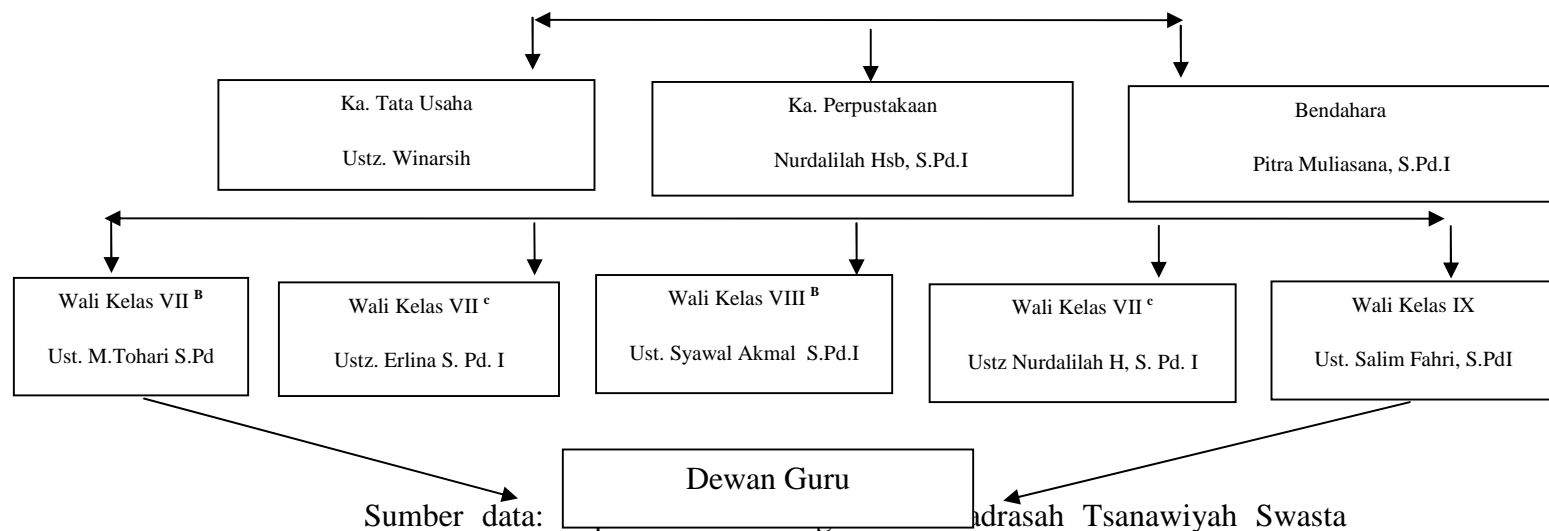 Ka. Tata Usaha
Ustz. Winarsih
Ka. Perpustakaan
Nurdalilah Hsb, S.Pd.I
Bendahara
Pitra Muliasana, S.Pd.I
Wali Kelas VII B
Ust. M.Tohari S.Pd
Wali Kelas VII c
Ustz. Erlina S. Pd. I
Wali Kelas VIII B
Ust. Syawal Akmal S.Pd.I
Wali Kelas VII c
Ustz Nurdalilah H, S. Pd. I
Wali Kelas IX
Ust. Salim Fahri, S.PdI
Dewan Guru
Sumber data: adrasah Tsanawiyah Swasta